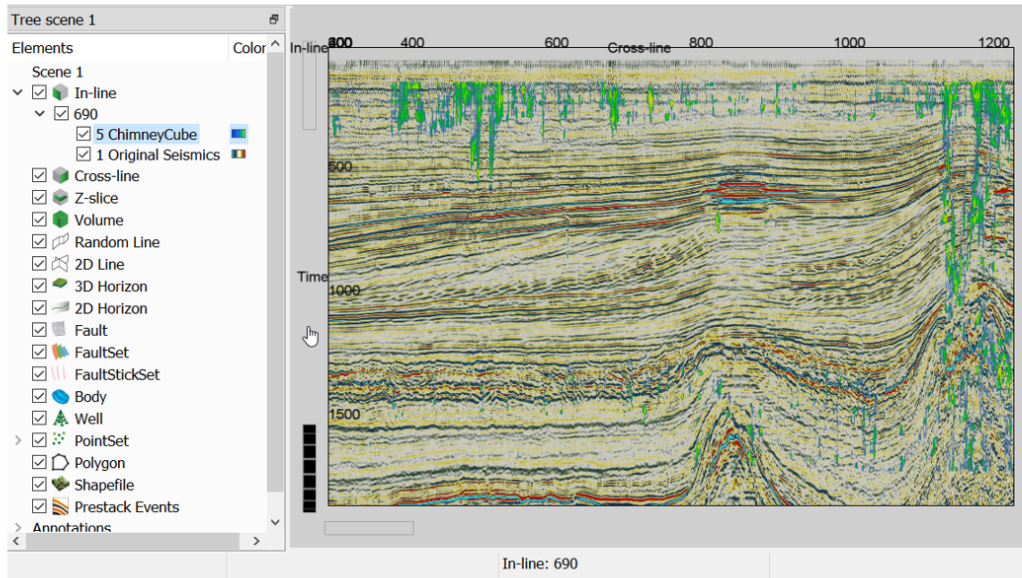 Tree scene 1
Elements Color
Scene 1
In-line
690
5 ChimneyCube
1 Original Seismics
Cross-line
Z-slice
Volume
Random Line
2D Line
3D Horizon
2D Horizon
Fault
FaultSet
FaultStickSet
Body
Well
PointSet
Polygon
Shapefile
Prestack Events
Annotations
In-line 400 600 Cross-line 800 1000 1200
500
Time
1000
1500
In-line: 690